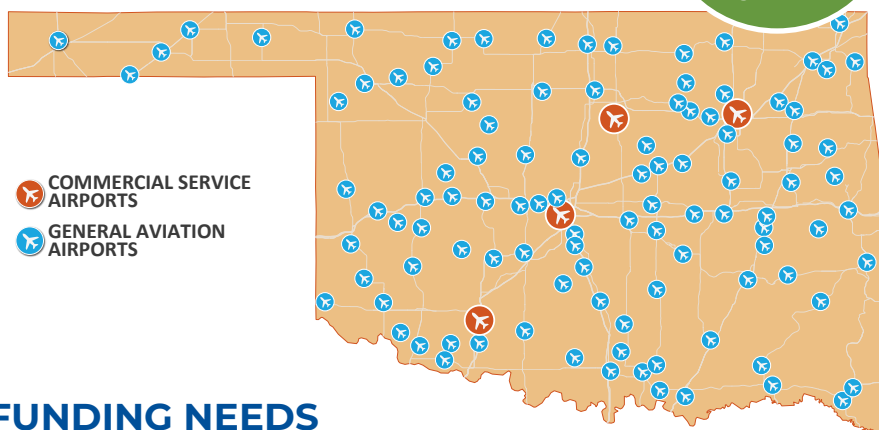 COMMERCIAL SERVICE
AIRPORTS
GENERAL AVIATION
AIRPORTS
FUNDING NEEDS